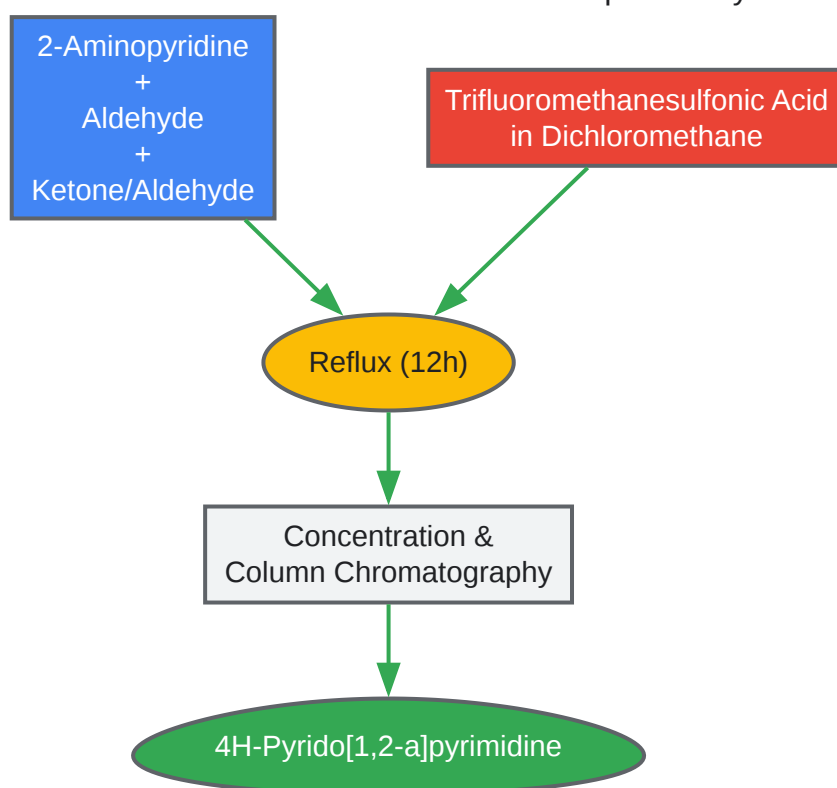 2-Aminopyridine
+
Aldehyde
+
Ketone/Aldehyde
Trifluoromethanesulfonic Acid
in Dichloromethane
Reflux (12h)
Concentration &
Column Chromatography
4H-Pyrido[1,2-a]pyrimidine